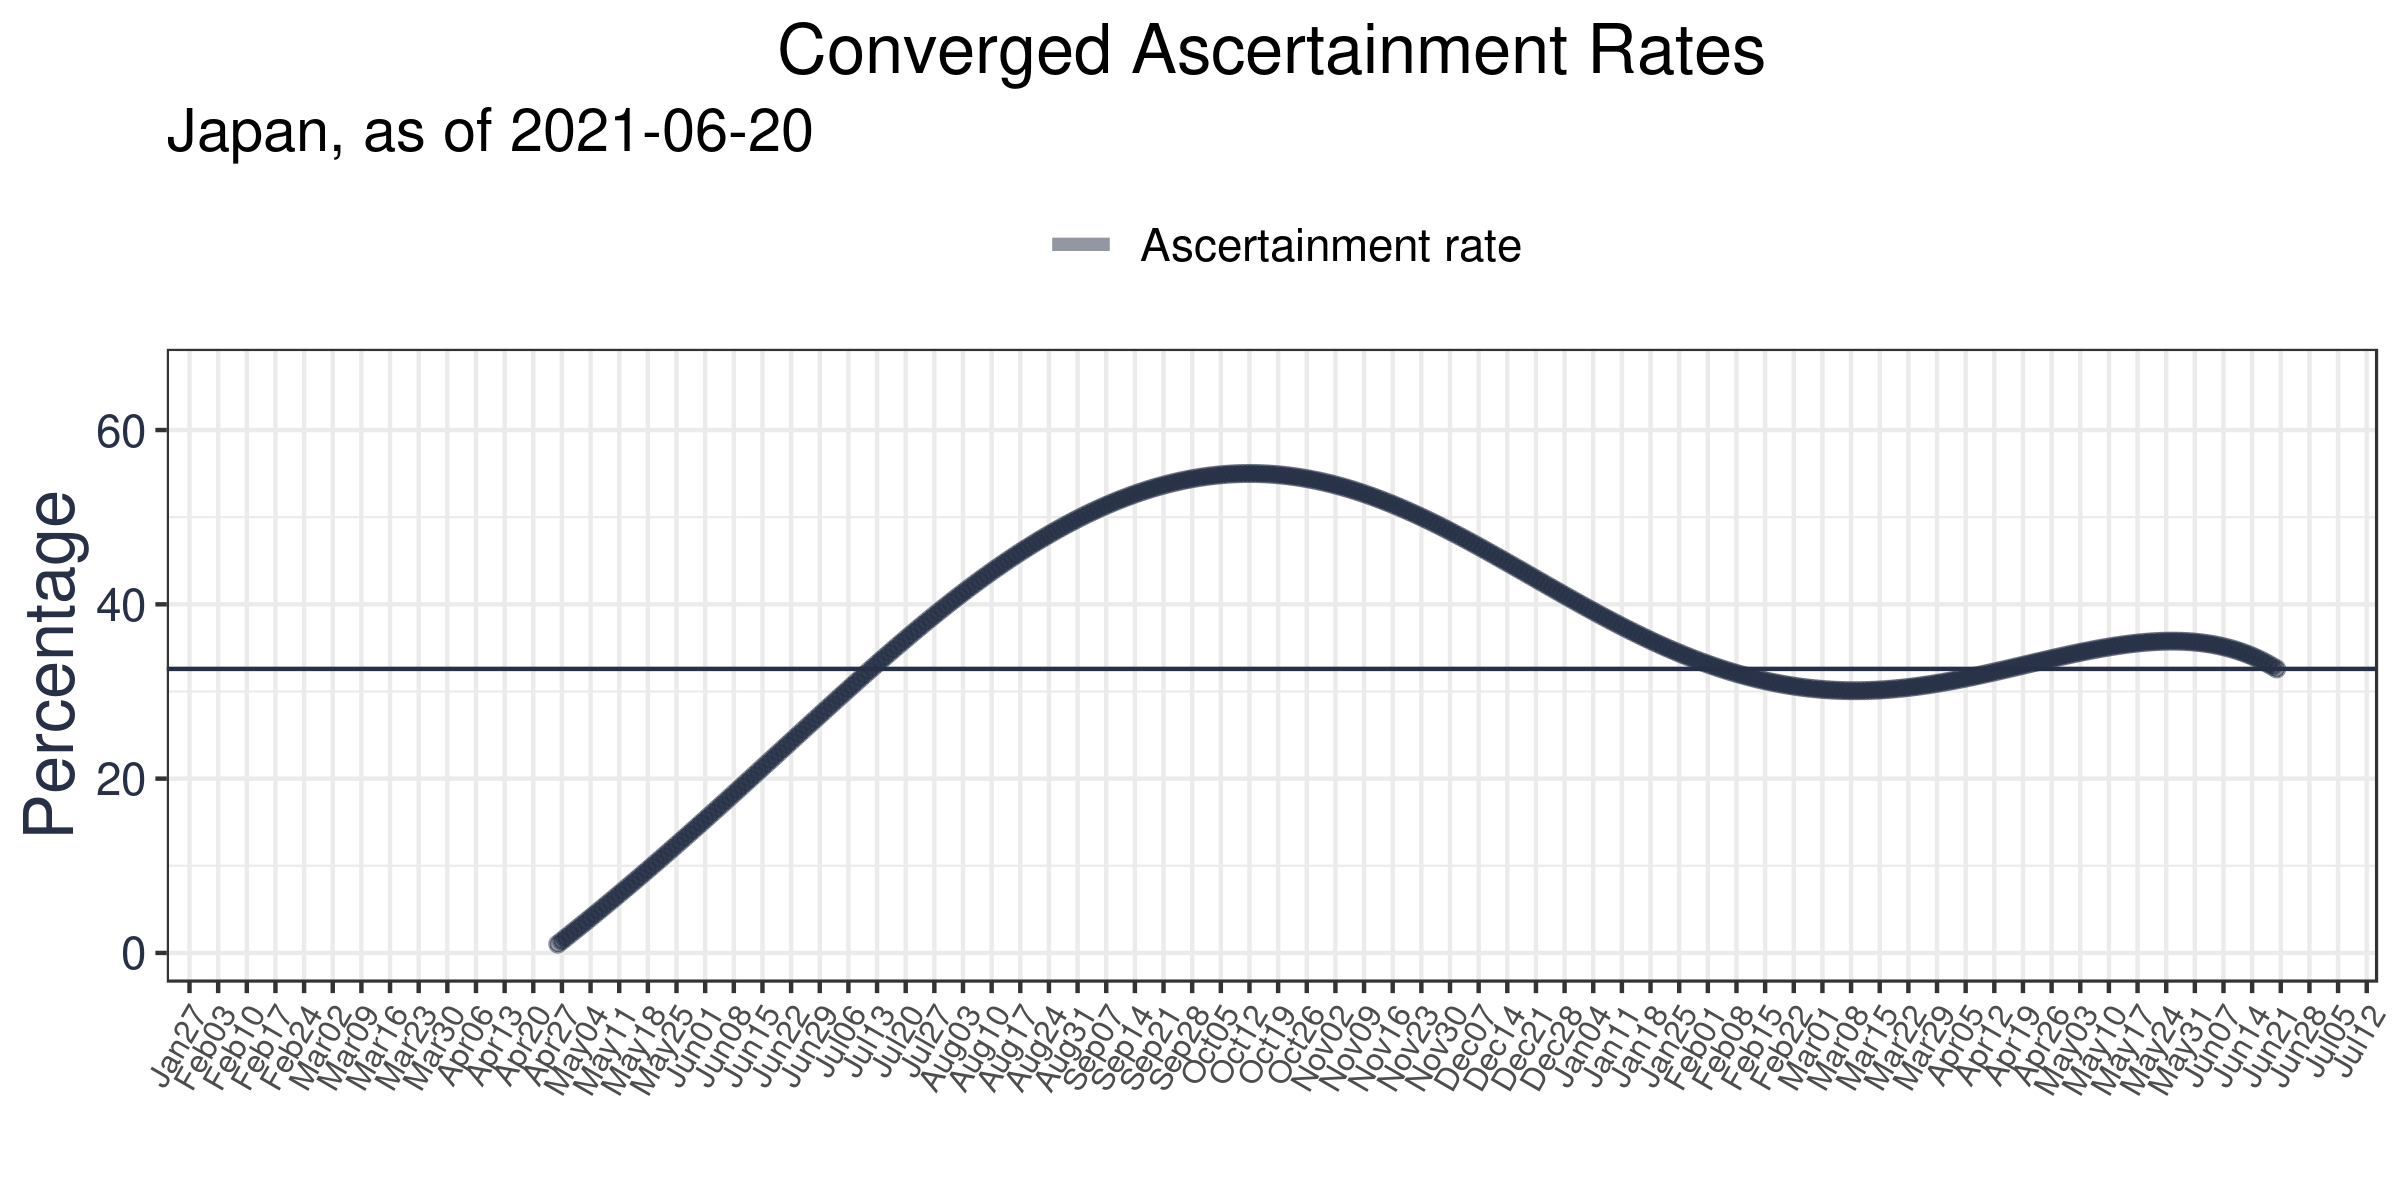 Converged Ascertainment Rates
Japan, as of 2021-06-20
Ascertainment rate
Percentage
60
40
20
0
Jan27 Feb03 Feb10 Feb17 Feb24 Mar02 Mar09 Mar16 Mar23 Mar30 Apr06 Apr13 Apr20 Apr27 May04 May11 May18 May25 Jun01 Jun08 Jun15 Jun22 Jun29 Jul06 Jul13 Jul20 Jul27 Aug03 Aug10 Aug17 Aug24 Aug31 Sep07 Sep14 Sep21 Sep28 Oct05 Oct12 Oct19 Oct26 Nov02 Nov09 Nov16 Nov23 Nov30 Dec07 Dec14 Dec21 Dec28 Jan04 Jan11 Jan18 Jan25 Feb01 Feb08 Feb15 Feb22 Mar01 Mar08 Mar15 Mar22 Mar29 Apr05 Apr12 Apr19 Apr26 May03 May10 May17 May24 May31 Jun07 Jun14 Jun21 Jun28 Jul05 Jul12